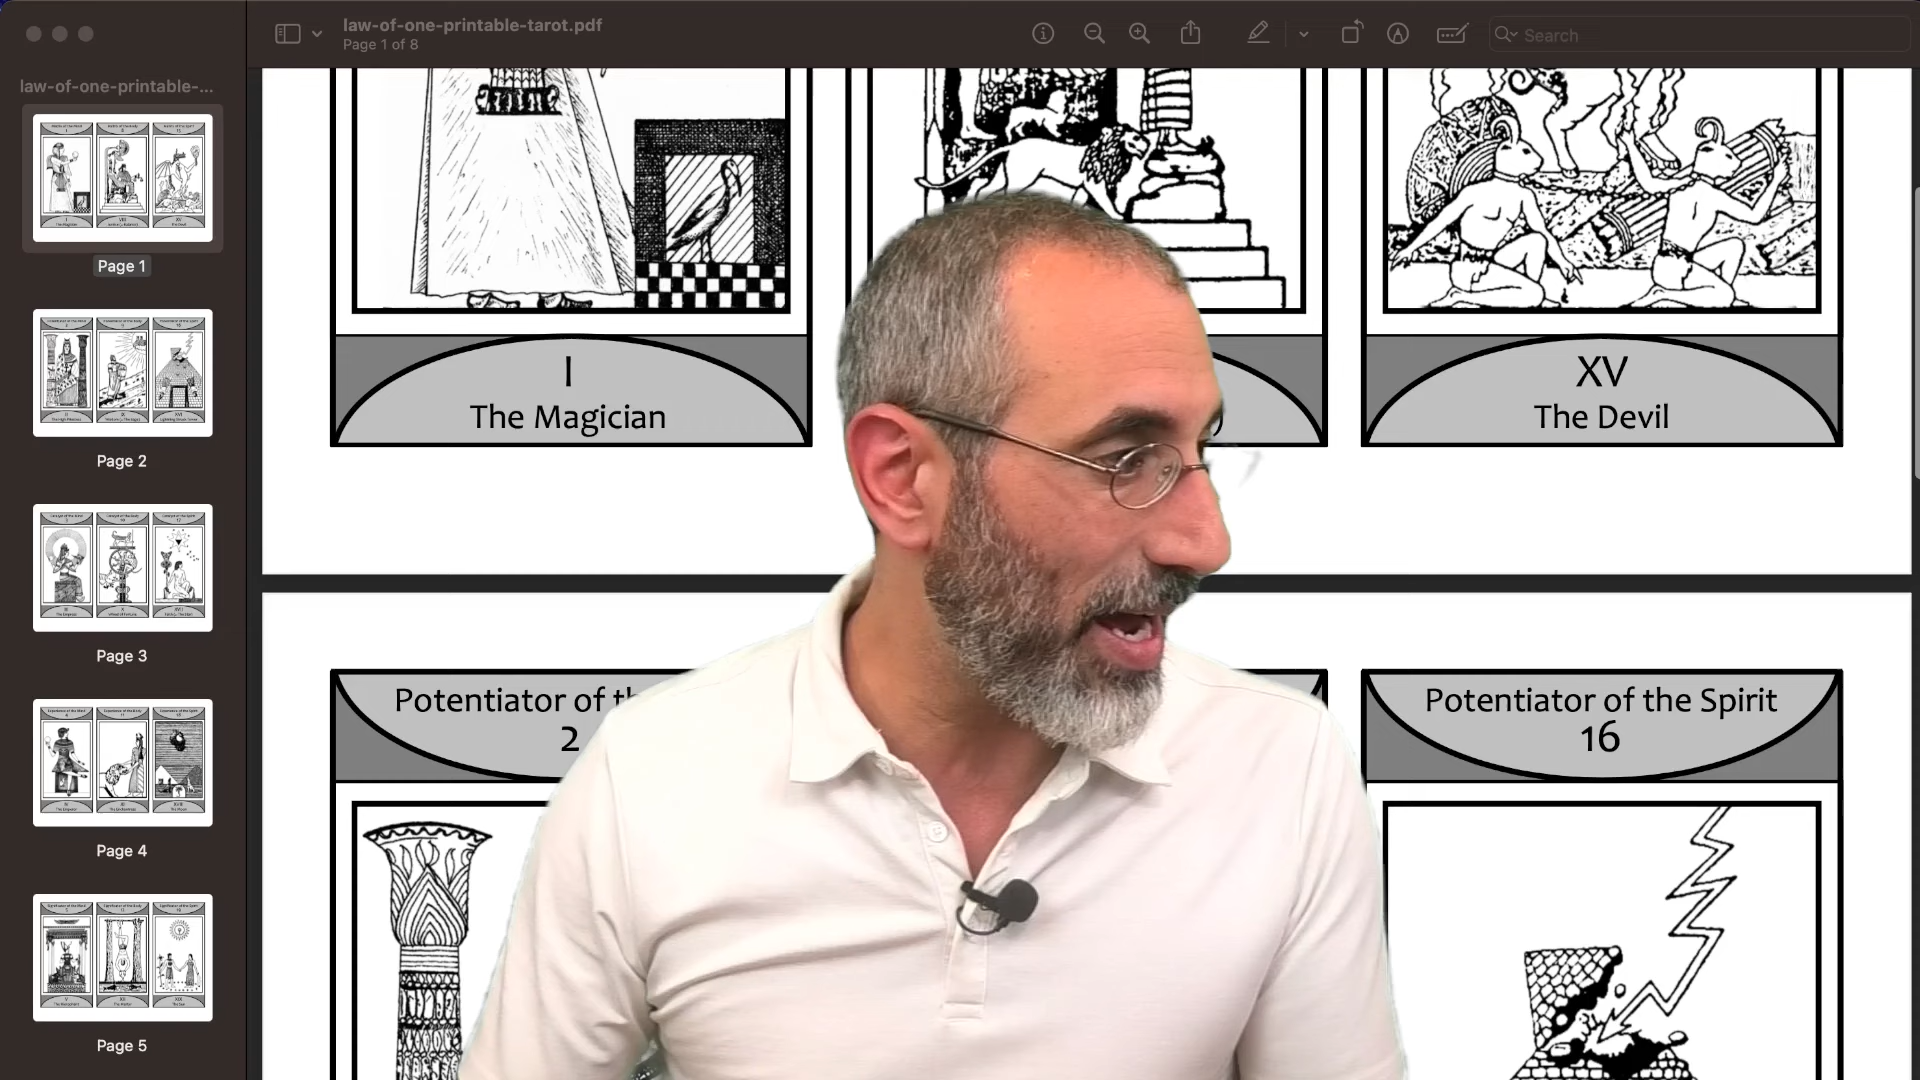 law-of-one-printable-tarot.pdf
Page 1 of 8
Search
law-of-one-printable-...
Page 1
Page 2
Page 3
Page 4
Page 5
I
The Magician
XV
The Devil
Potentiator of th
2
Potentiator of the Spirit
16